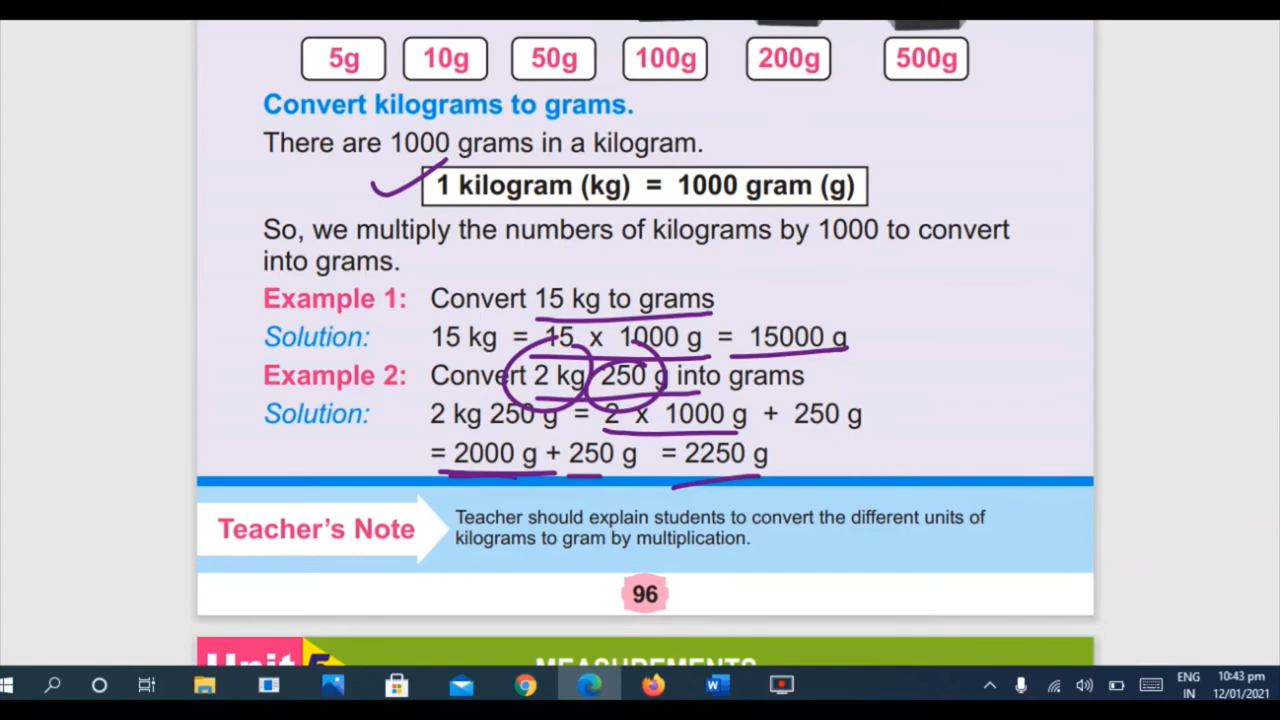 5g 10g 50g 100g 200g 500g
Convert kilograms to grams.
There are 1000 grams in a kilogram.
1 kilogram (kg) = 1000 gram (g)
So, we multiply the numbers of kilograms by 1000 to convert
into grams.
Example 1: Convert 15 kg to grams
Solution: 15 kg = 15 x 1000 g = 15000 g
Example 2: Convert 2 kg 250 g into grams
Solution: 2 kg 250 g = 2 x 1000 g + 250 g
= 2000 g + 250 g = 2250 g
Teacher's Note
Teacher should explain students to convert the different units of
kilograms to gram by multiplication.
96
Unit 5 MEASUREMENTS
ENG 10:43 pm
IN 12/01/2021